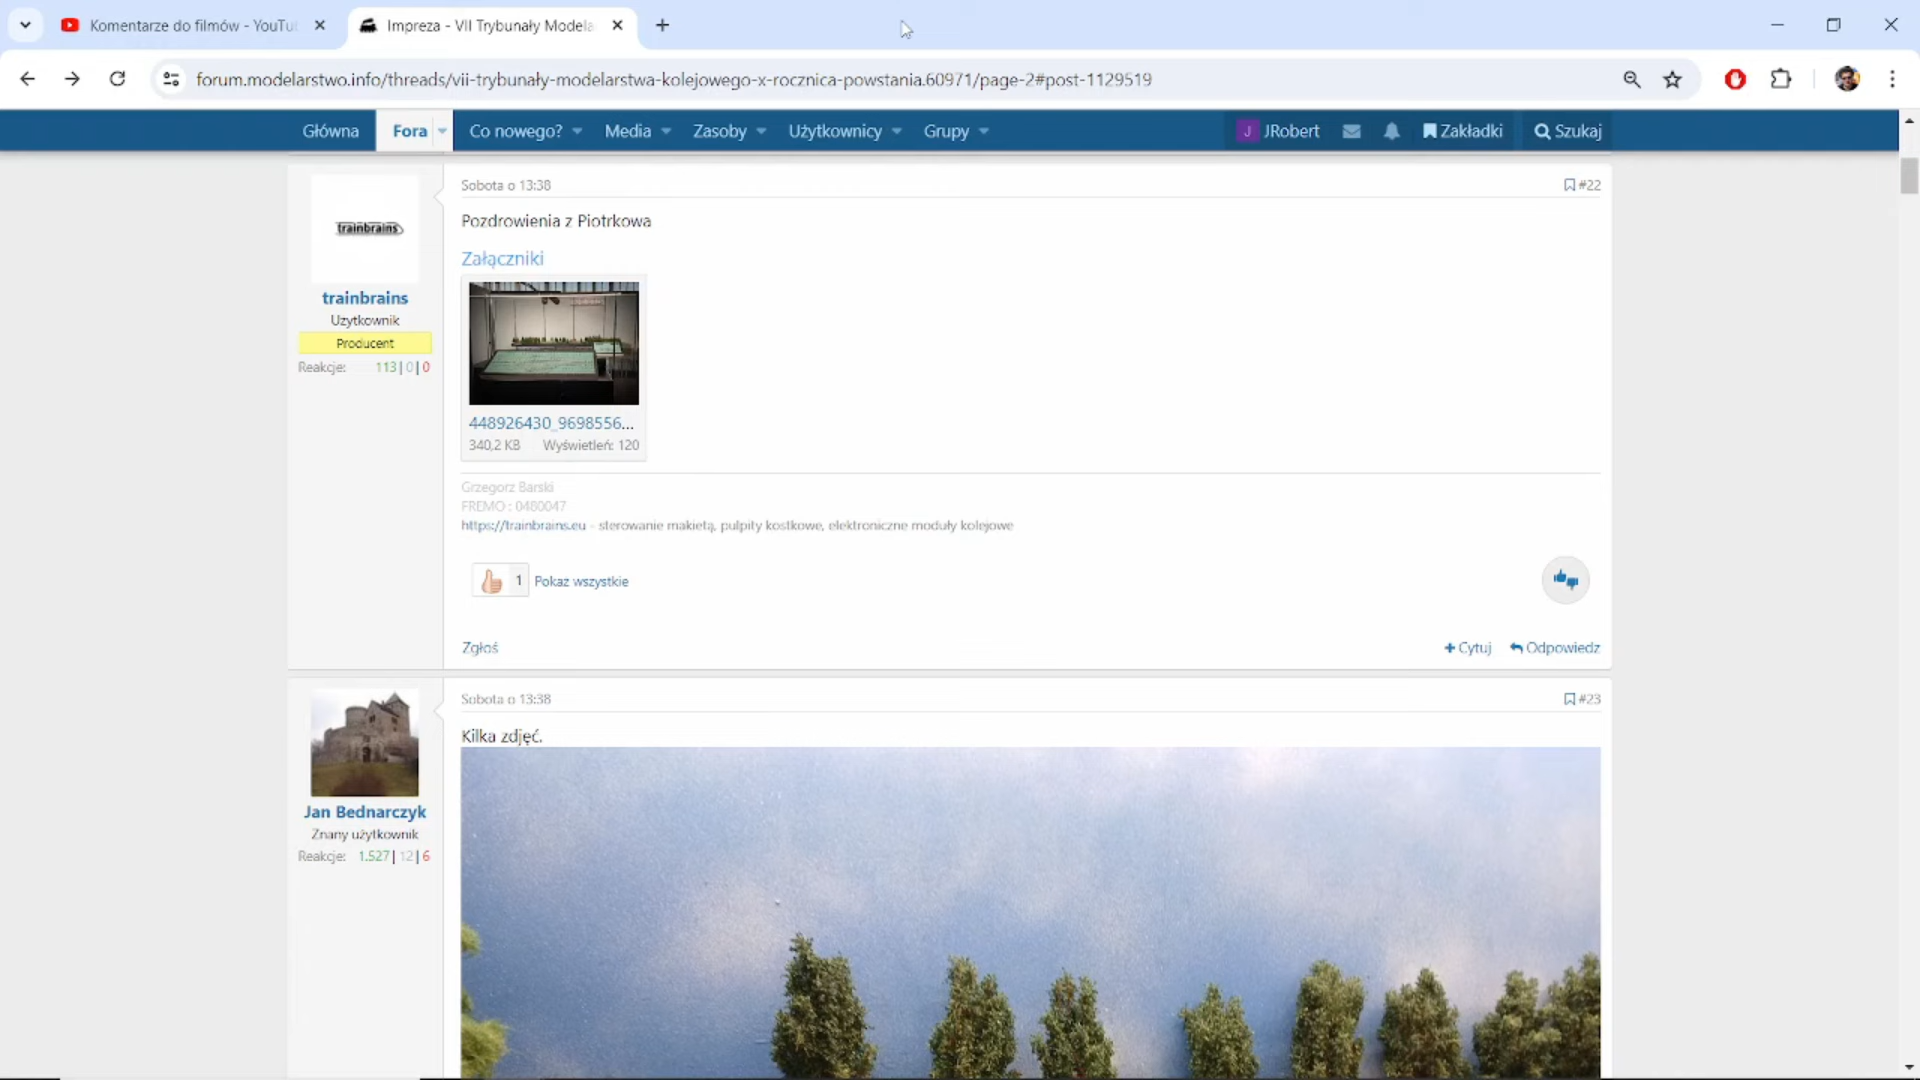 Komentarze do filmów - YouTu
Impreza - VII Trybunały Modela
forum.modelarstwo.info/threads/vii-trybunały-modelarstwa-kolejowego-x-rocznica-powstania.60971/page-2#post-1129519
Główna
Fora
Co nowego?
Media
Zasoby
Użytkownicy
Grupy
J JRobert
Zakładki
Szukaj
trainbrains
trainbrains
Użytkownik
Producent
Reakcje: 113|0|0
Sobota o 13:38
#22
Pozdrowienia z Piotrkowa
Załączniki
448926430_9698556...
340,2 KB Wyświetleń: 120
Grzegorz Barski
FREMO : 0480047
https://trainbrains.eu - sterowanie makietą, pulpity kostkowe, elektroniczne moduły kolejowe
1 Pokaż wszystkie
Zgłoś
Cytuj
Odpowiedz
Jan Bednarczyk
Znany użytkownik
Reakcje: 1.527|12|6
Sobota o 13:38
#23
Kilka zdjęć.